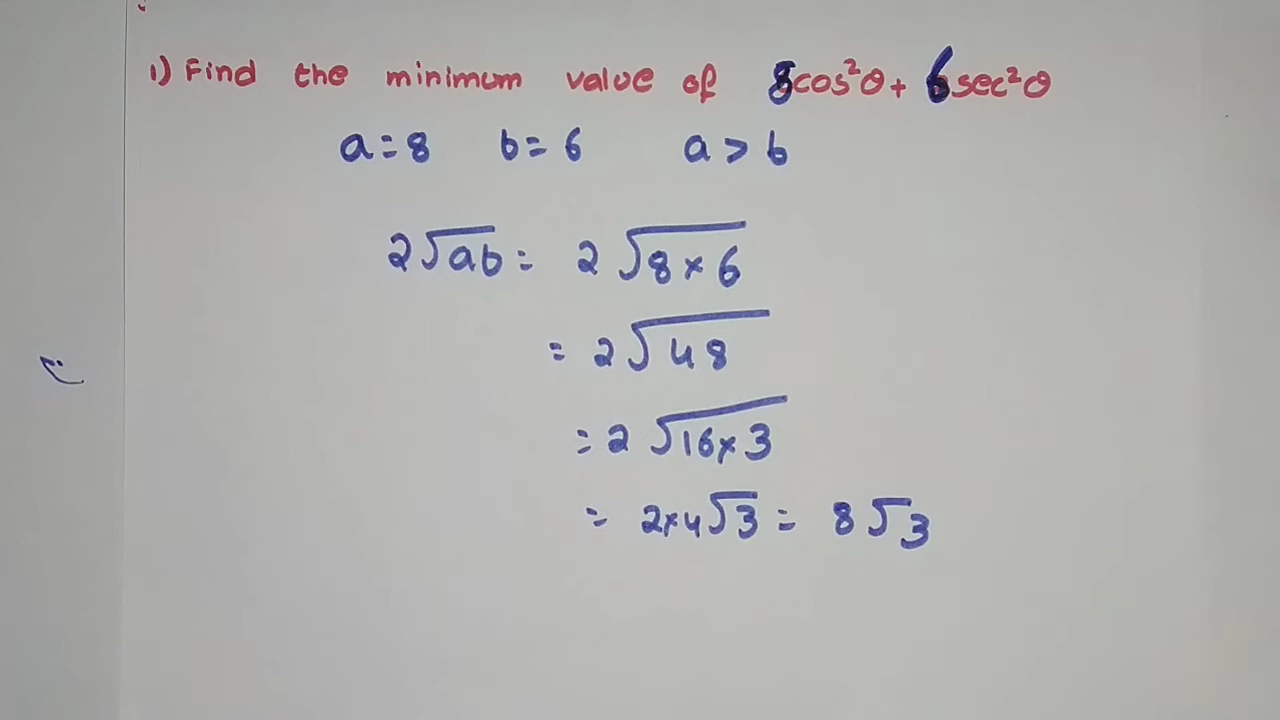 1) Find the minimum value of 8cos²θ + 6sec²θ
a = 8 b = 6 a > b
2√ab = 2√8 × 6
= 2√48
= 2√16 × 3
= 2×4√3 = 8√3